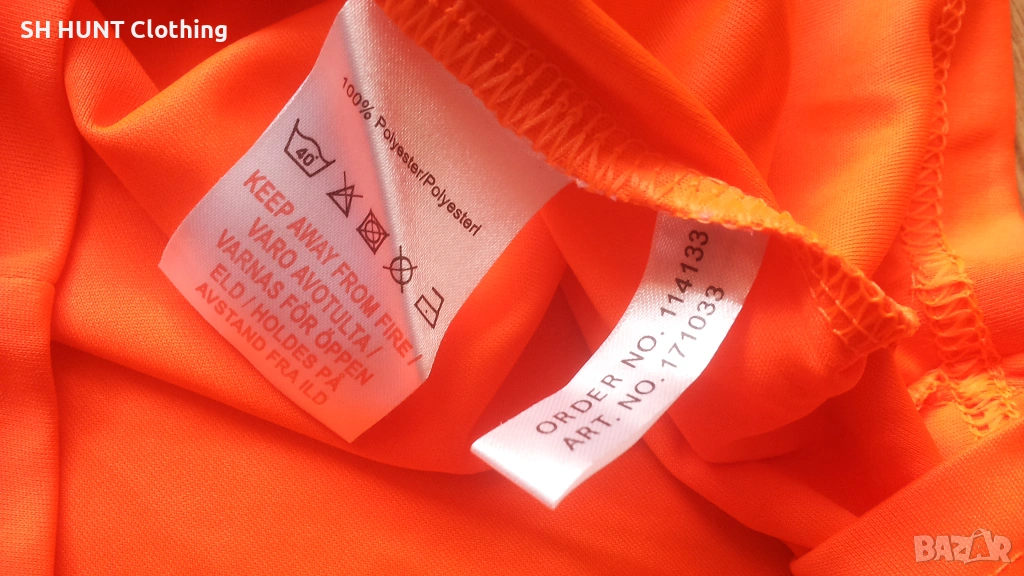 SH HUNT Clothing
100% Polyester/Polyesteri
40°
KEEP AWAY FROM FIRE /
VARO AVOTULTA /
VARNAS FÖR ÖPPEN
ELD / HOLDES PÅ
AVSTAND FRA ILD
ORDER NO. 114133
ART. NO. 171033
BAZAR